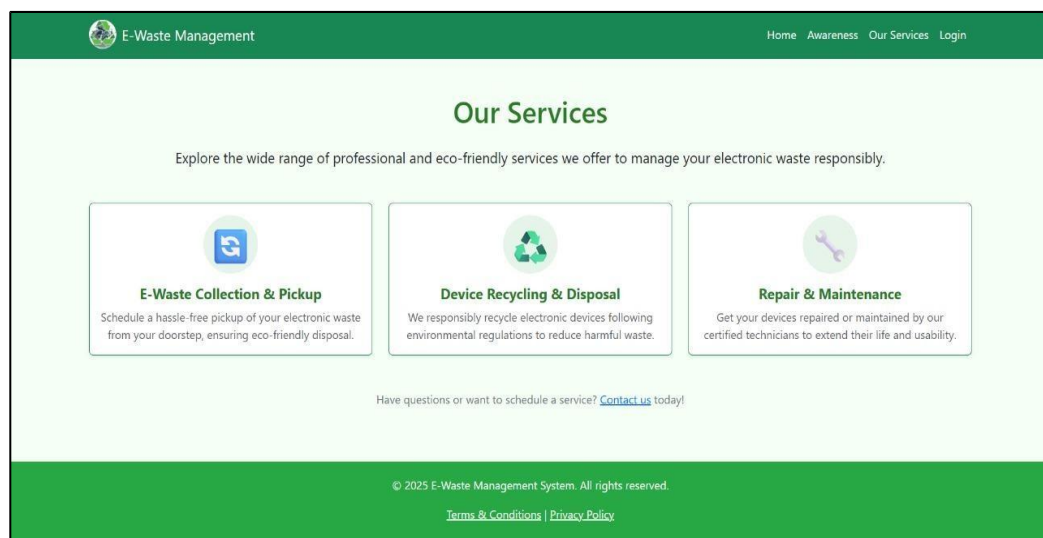 E-Waste Management
Home Awareness Our Services Login
Our Services
Explore the wide range of professional and eco-friendly services we offer to manage your electronic waste responsibly.
E-Waste Collection & Pickup
Schedule a hassle-free pickup of your electronic waste
from your doorstep, ensuring eco-friendly disposal.
Device Recycling & Disposal
We responsibly recycle electronic devices following
environmental regulations to reduce harmful waste.
Repair & Maintenance
Get your devices repaired or maintained by our
certified technicians to extend their life and usability.
Have questions or want to schedule a service? Contact us today!
© 2025 E-Waste Management System. All rights reserved.
Terms & Conditions | Privacy Policy